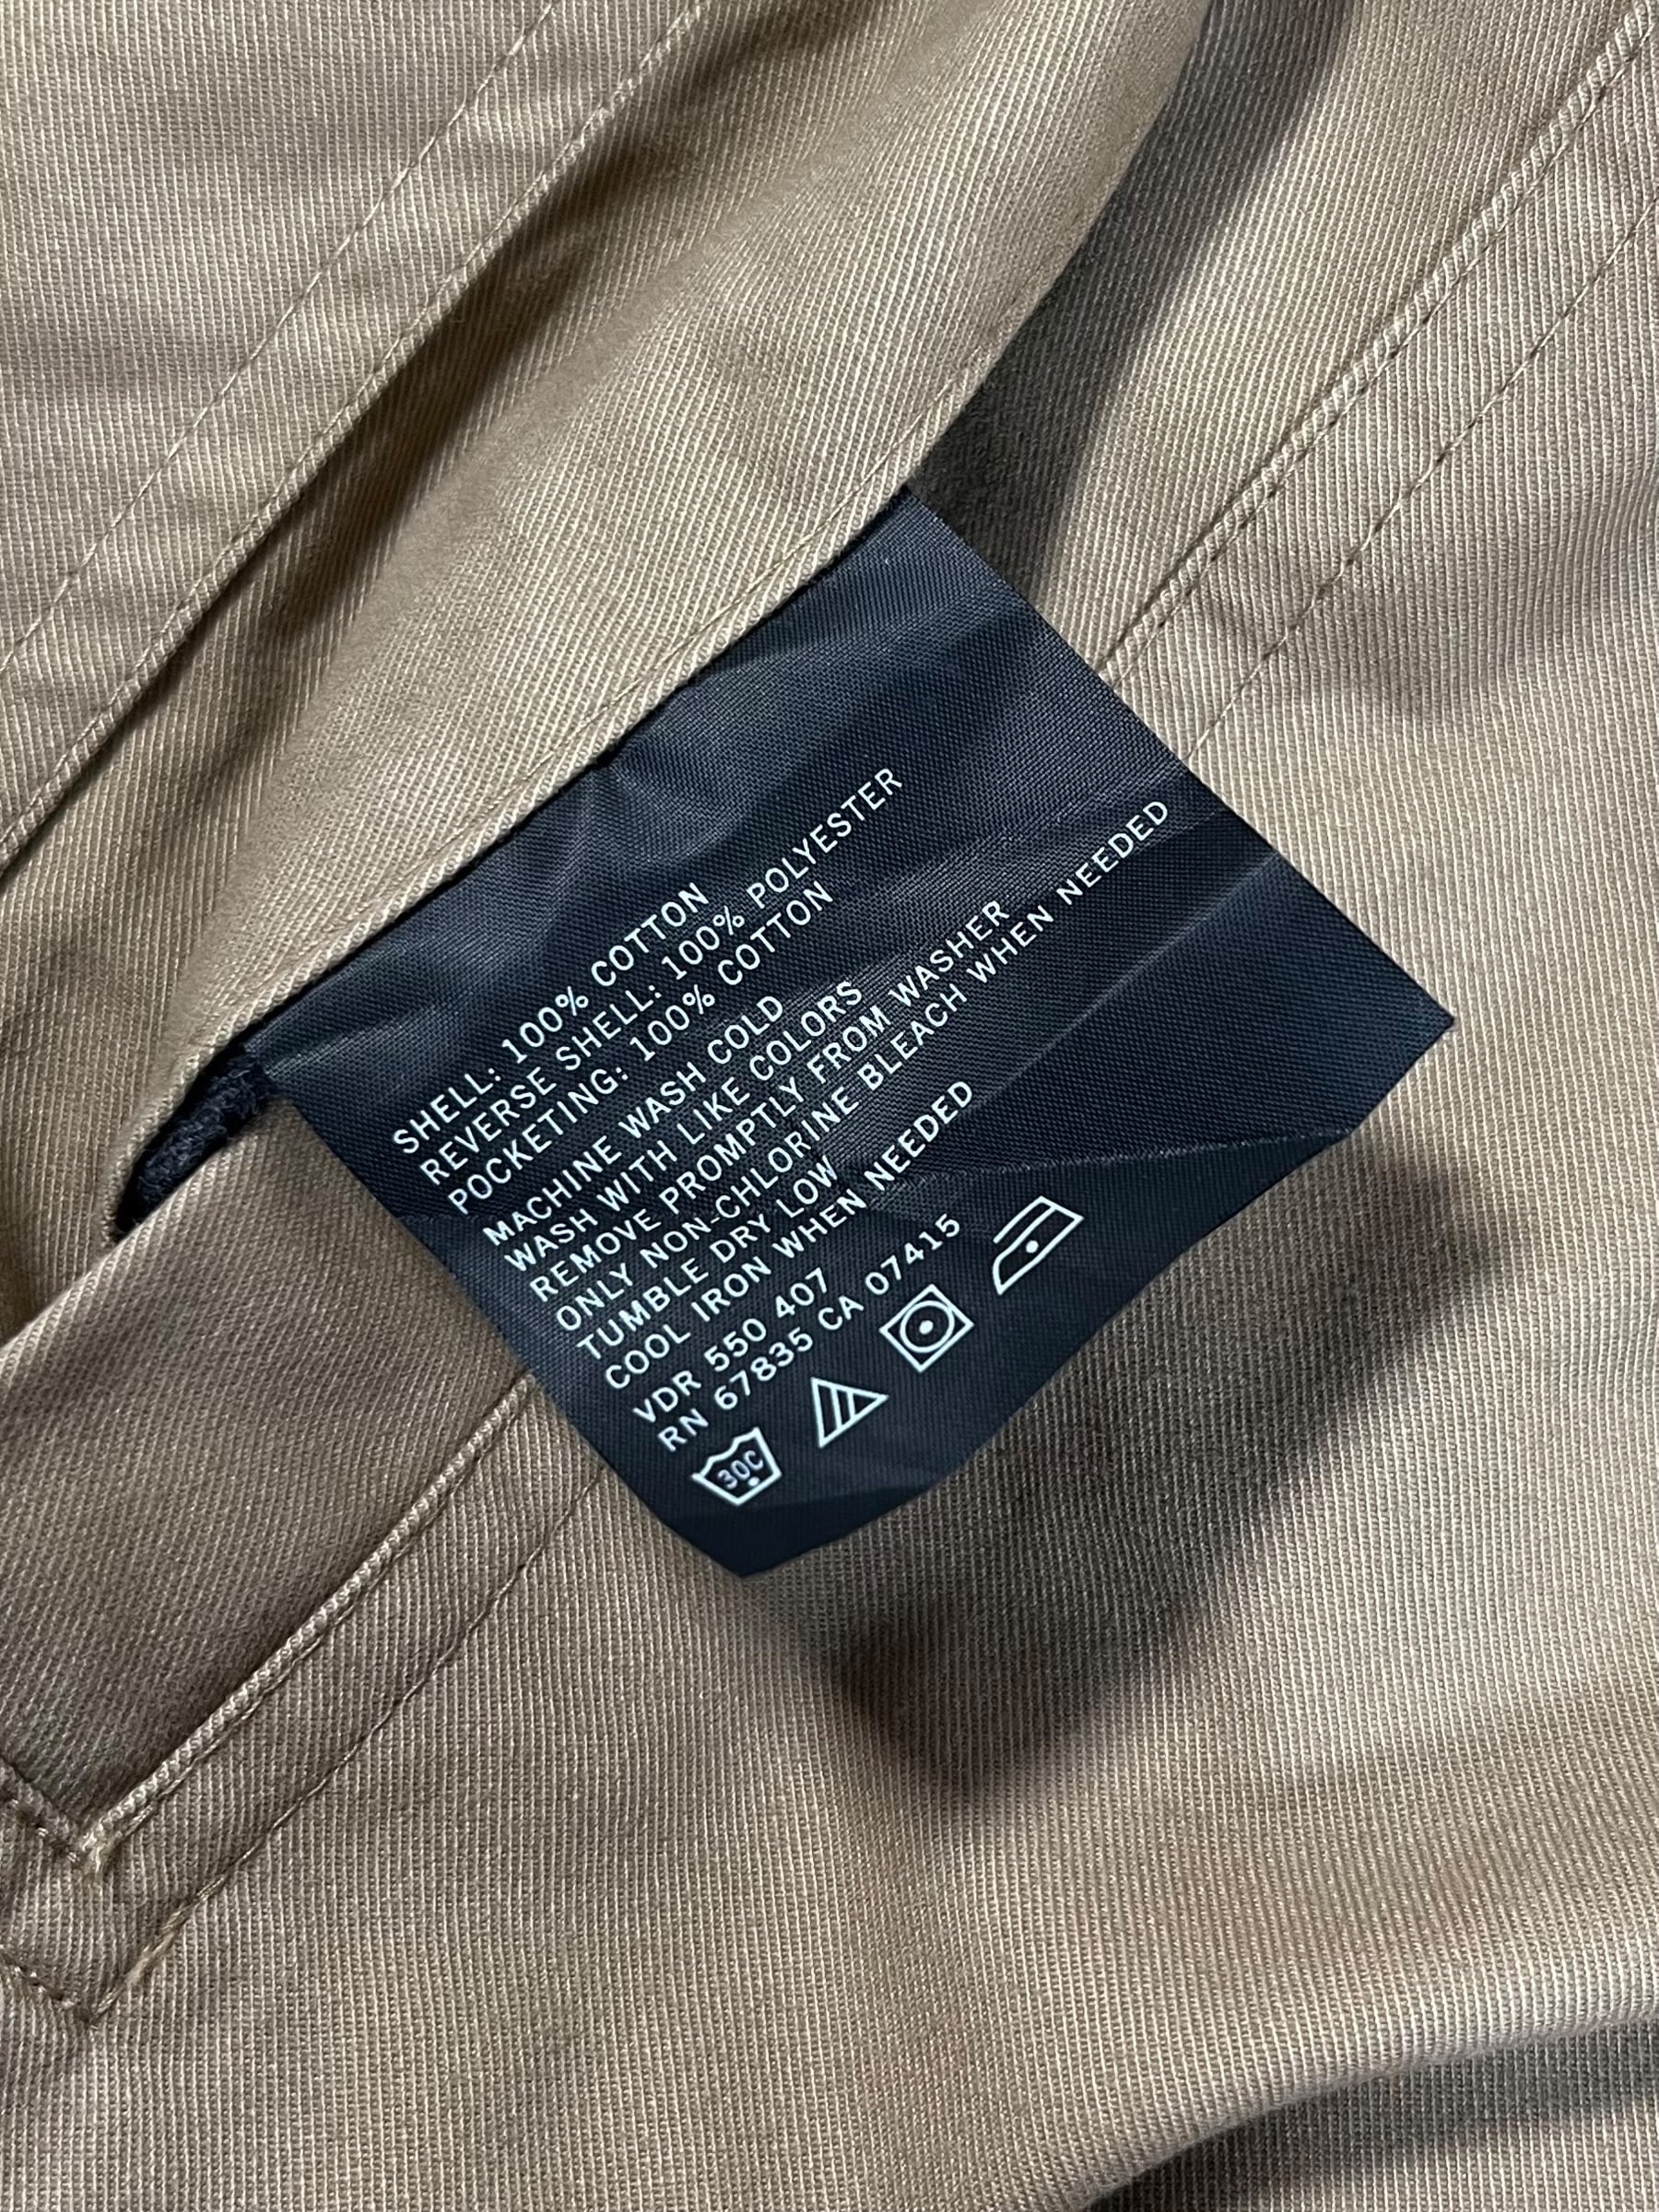 SHELL: 100% COTTON
REVERSE SHELL: 100% POLYESTER
POCKETING: 100% COTTON
MACHINE WASH COLD
WASH WITH LIKE COLORS
REMOVE PROMPTLY FROM WASHER
ONLY NON-CHLORINE BLEACH WHEN NEEDED
TUMBLE DRY LOW
COOL IRON WHEN NEEDED
VDR 550 407
RN 67835 CA 07415
30C